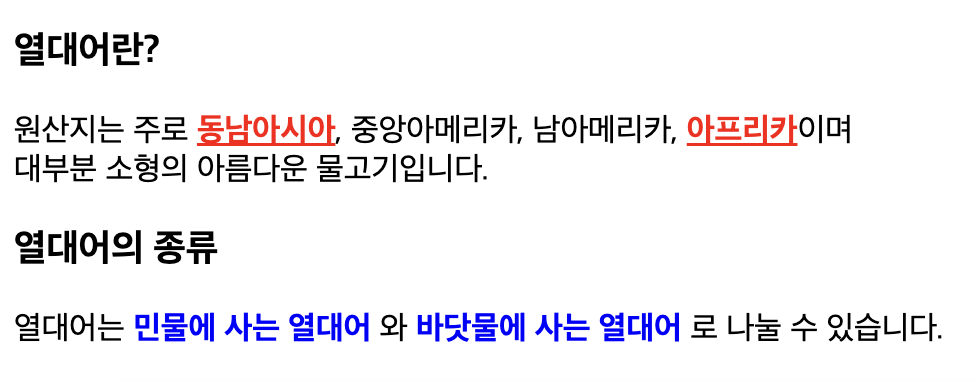 열대어란?
원산지는 주로 동남아시아, 중앙아메리카, 남아메리카, 아프리카이며
대부분 소형의 아름다운 물고기입니다.
열대어의 종류
열대어는 민물에 사는 열대어 와 바닷물에 사는 열대어 로 나눌 수 있습니다.